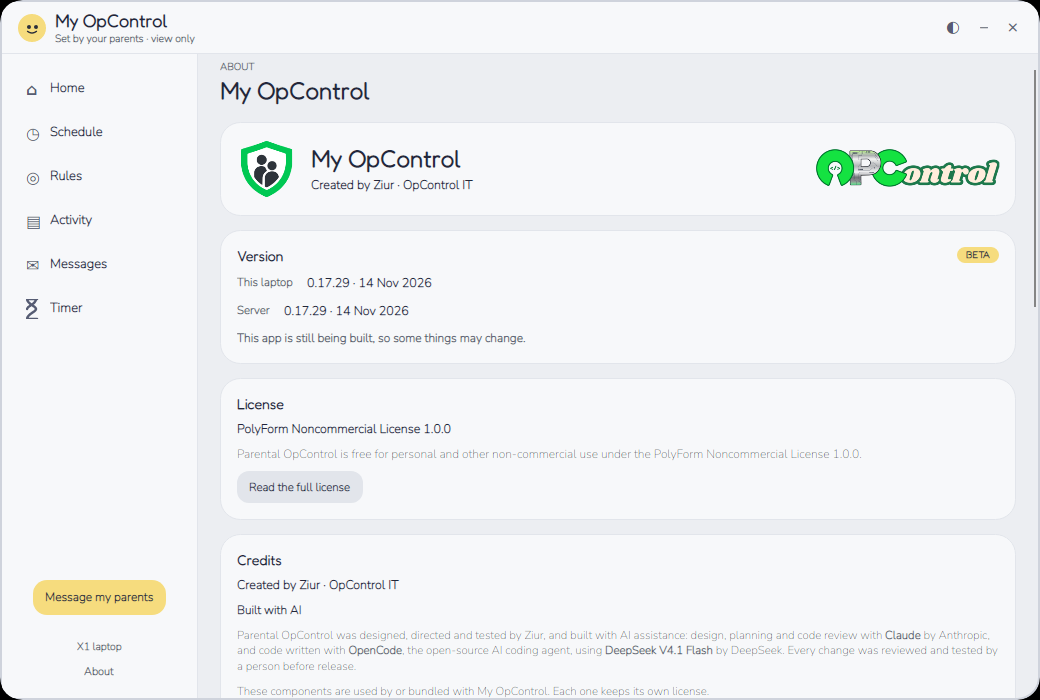 My OpControl
Set by your parents · view only
Home
Schedule
Rules
Activity
Messages
Timer
Message my parents
X1 laptop
About
ABOUT
My OpControl
My OpControl
Created by Ziur · OpControl IT
OPControl
Version
BETA
This laptop 0.17.29 · 14 Nov 2026
Server 0.17.29 · 14 Nov 2026
This app is still being built, so some things may change.
License
PolyForm Noncommercial License 1.0.0
Parental OpControl is free for personal and other non-commercial use under the PolyForm Noncommercial License 1.0.0.
Read the full license
Credits
Created by Ziur · OpControl IT
Built with AI
Parental OpControl was designed, directed and tested by Ziur, and built with AI assistance: design, planning and code review with Claude by Anthropic,
and code written with OpenCode, the open-source AI coding agent, using DeepSeek V4.1 Flash by DeepSeek. Every change was reviewed and tested by
a person before release.
These components are used by or bundled with My OpControl. Each one keeps its own license.